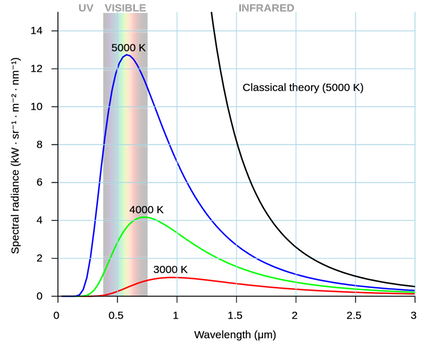 UV VISIBLE INFRARED
14
5000 K
12
Classical theory (5000 K)
10
8
6
4000 K
4
3000 K
2
0
0 0.5 1 1.5 2 2.5 3
Wavelength (μm)
Spectral radiance (kW · sr⁻¹ · m⁻² · nm⁻¹)